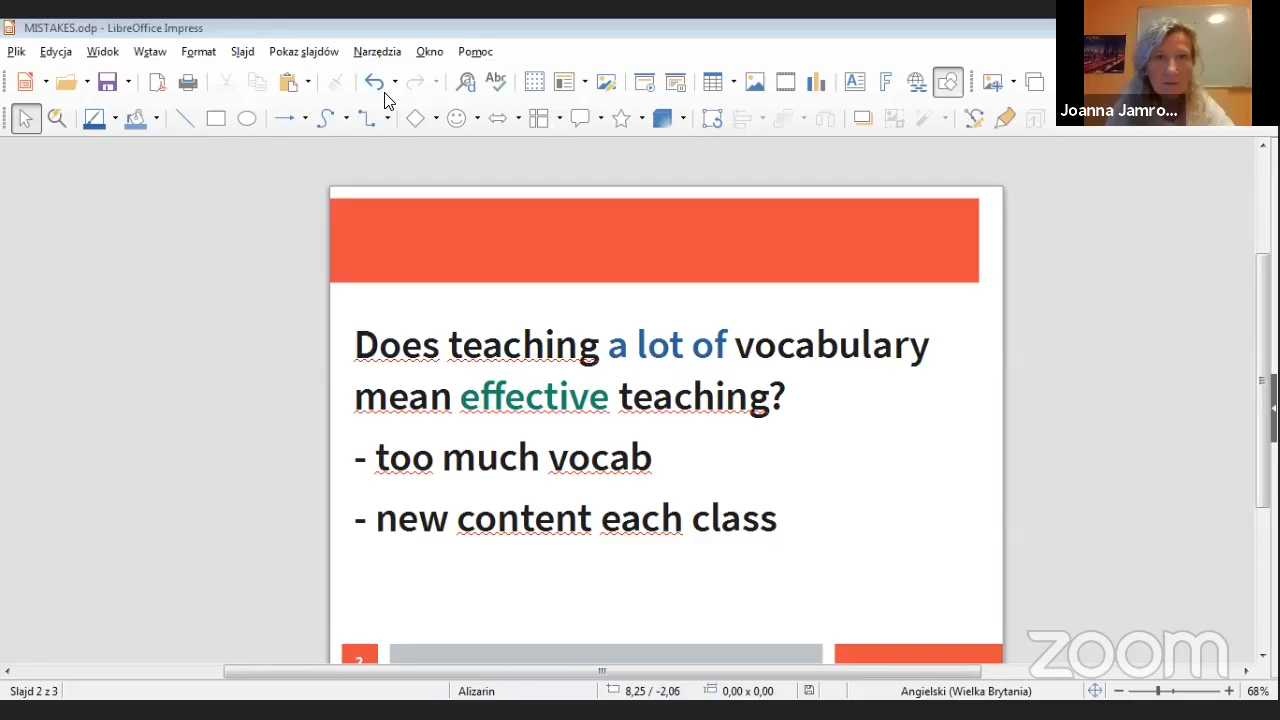 MISTAKES.odp - LibreOffice Impress
Plik Edycja Widok Wstaw Format Slajd Pokaz slajdów Narzędzia Okno Pomoc
Abc
Joanna Jamro...
Does teaching a lot of vocabulary
mean effective teaching?
- too much vocab
- new content each class
2
zoom
Slajd 2 z 3
Alizarin
8,25 / -2,06
0,00 x 0,00
Angielski (Wielka Brytania)
68%